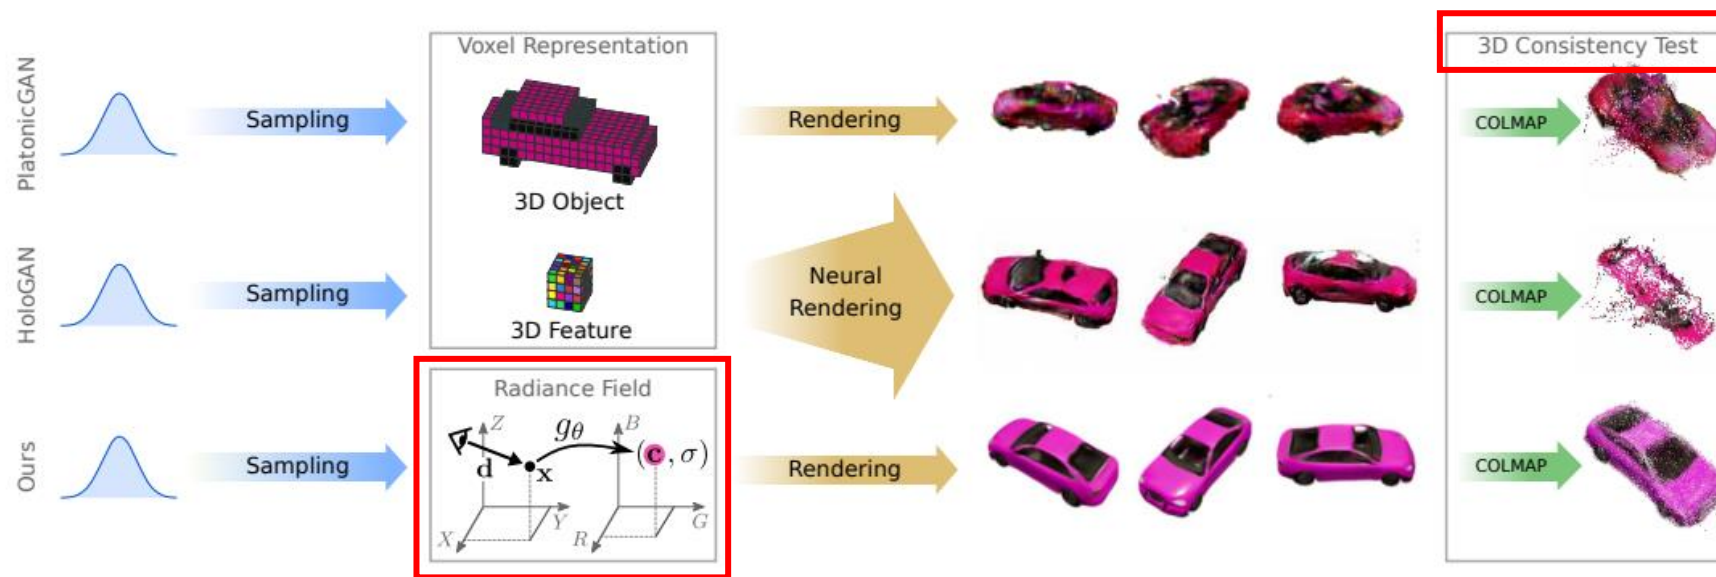 PlatonicGAN
Sampling
Voxel Representation
3D Object
Rendering
3D Consistency Test
COLMAP
HoloGAN
Sampling
3D Feature
Neural
Rendering
COLMAP
Ours
Sampling
Radiance Field
Z
d
x
X
Y
gθ
B
(c, σ)
R
G
Rendering
COLMAP